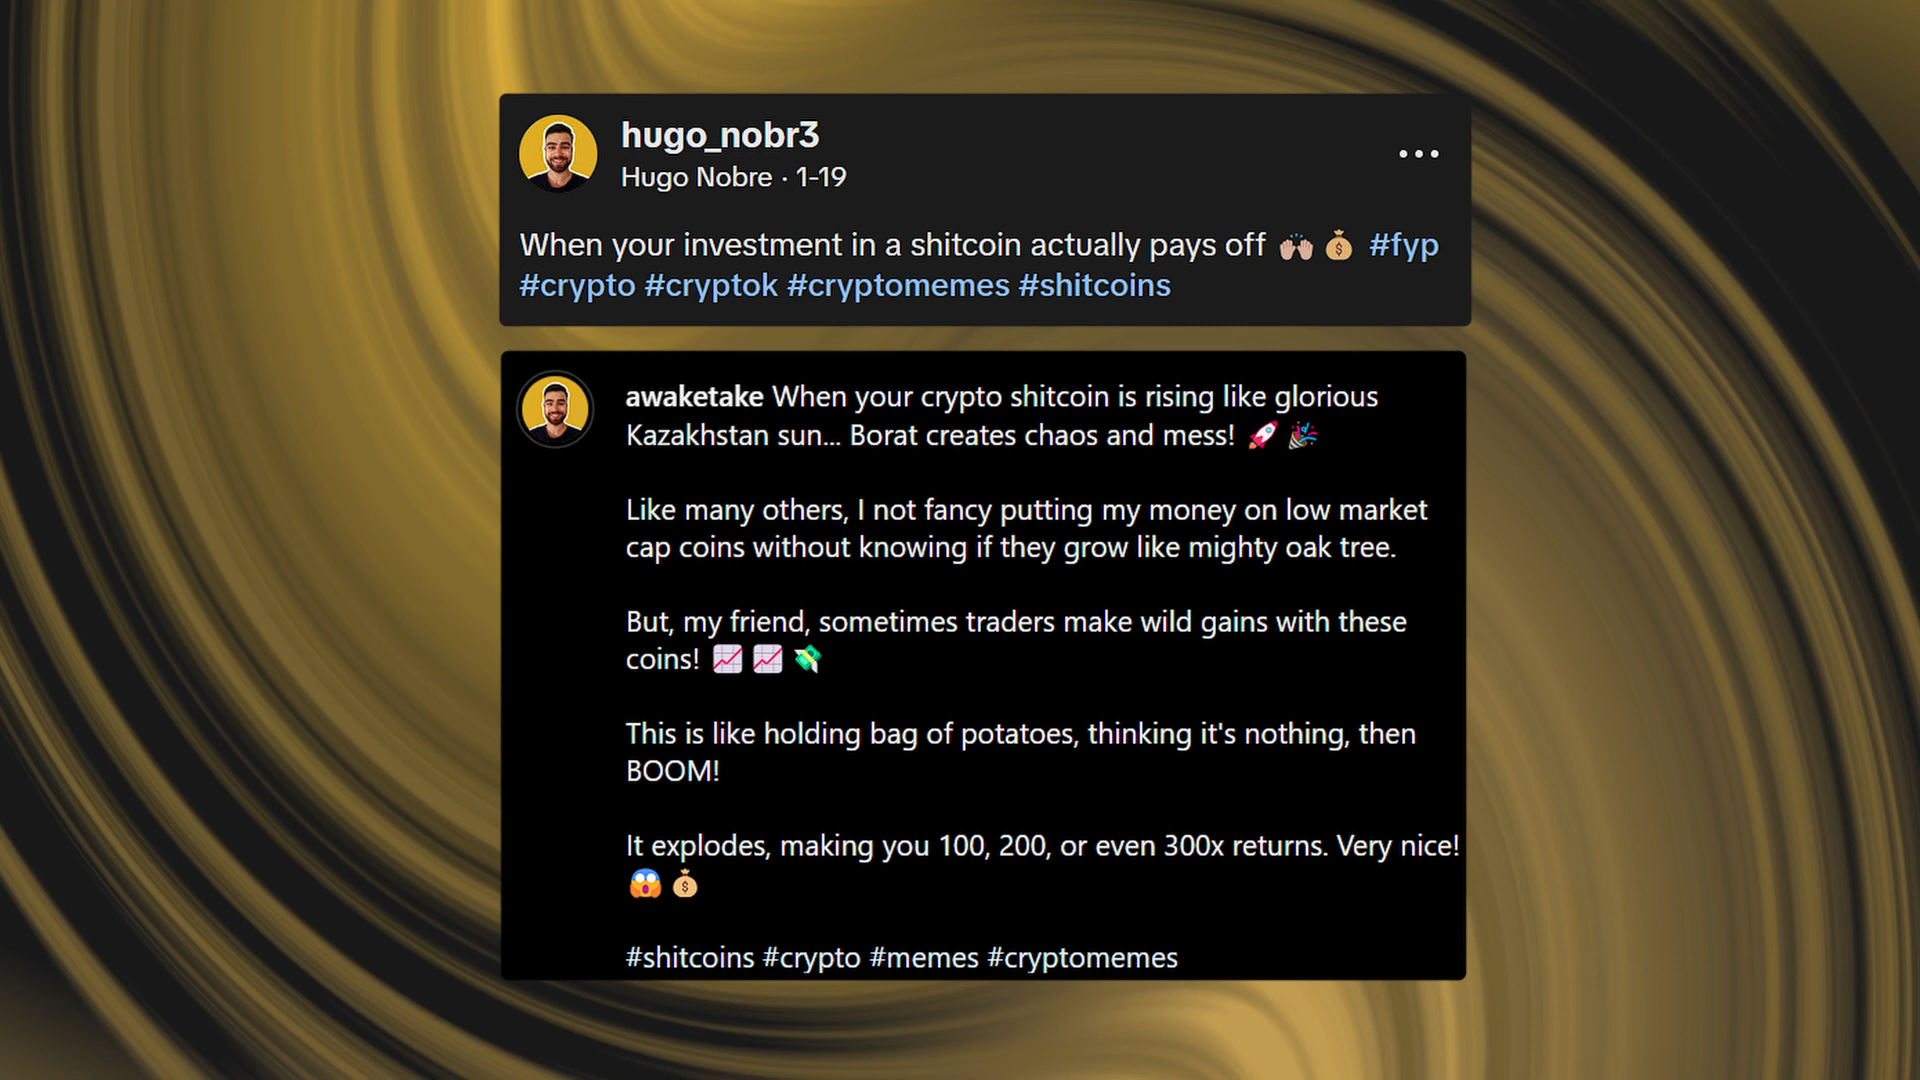 hugo_nobr3
Hugo Nobre · 1-19
When your investment in a shitcoin actually pays off 🙌🏼 💰 #fyp
#crypto #cryptok #cryptomemes #shitcoins
awaketake When your crypto shitcoin is rising like glorious
Kazakhstan sun... Borat creates chaos and mess! 🚀 🎉
Like many others, I not fancy putting my money on low market
cap coins without knowing if they grow like mighty oak tree.
But, my friend, sometimes traders make wild gains with these
coins! 📈 📈 💸
This is like holding bag of potatoes, thinking it's nothing, then
BOOM!
It explodes, making you 100, 200, or even 300x returns. Very nice!
😱 💰
#shitcoins #crypto #memes #cryptomemes